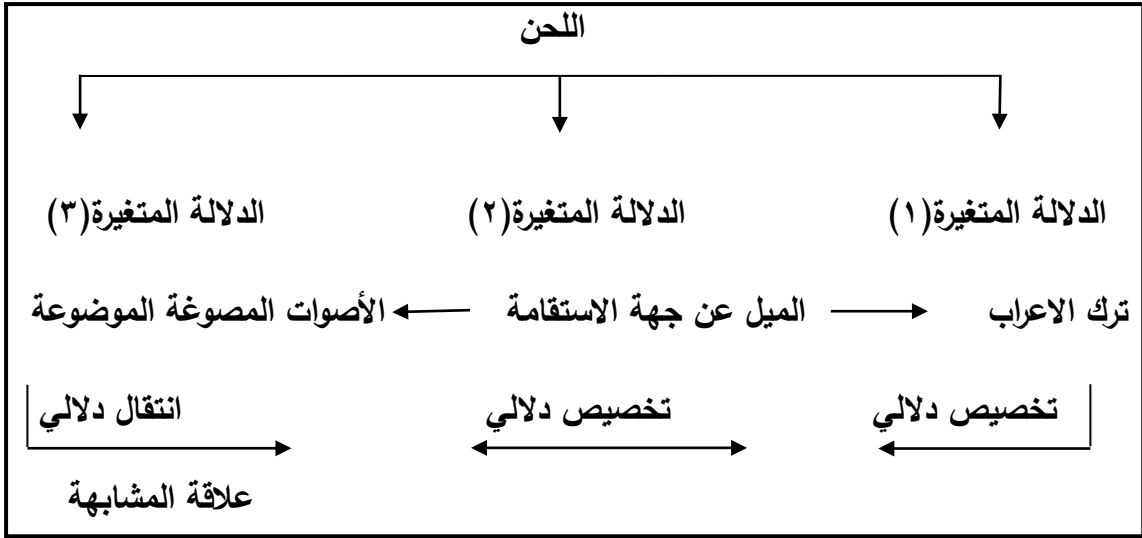 اللحن
الدلالة المتغيرة(١) الدلالة المتغيرة(٢) الدلالة المتغيرة(٣)
ترك الاعراب الميل عن جهة الاستقامة الأصوات المصوغة الموضوعة
تخصيص دلالي تخصيص دلالي انتقال دلالي
علاقة المشابهة